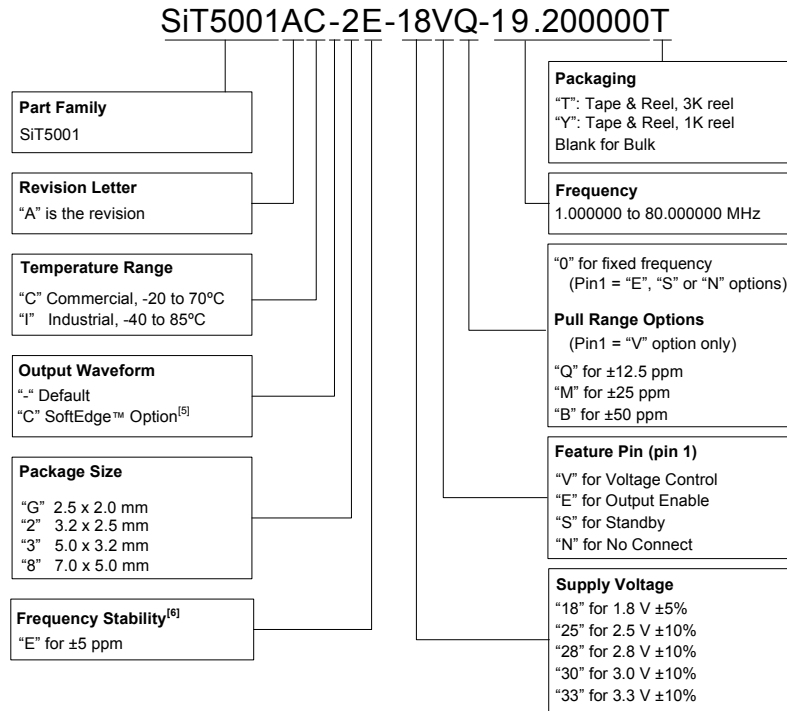 SiT5001AC-2E-18VQ-19.200000T
Part Family
SiT5001
Revision Letter
“A” is the revision
Temperature Range
“C” Commercial, -20 to 70ºC
“I” Industrial, -40 to 85ºC
Output Waveform
“-“ Default
“C” SoftEdge™ Option[5]
Package Size
“G” 2.5 x 2.0 mm
“2” 3.2 x 2.5 mm
“3” 5.0 x 3.2 mm
“8” 7.0 x 5.0 mm
Frequency Stability[6]
“E” for ±5 ppm
Packaging
“T”: Tape & Reel, 3K reel
“Y”: Tape & Reel, 1K reel
Blank for Bulk
Frequency
1.000000 to 80.000000 MHz
“0” for fixed frequency
(Pin1 = “E”, “S” or “N” options)
Pull Range Options
(Pin1 = “V” option only)
“Q” for ±12.5 ppm
“M” for ±25 ppm
“B” for ±50 ppm
Feature Pin (pin 1)
“V” for Voltage Control
“E” for Output Enable
“S” for Standby
“N” for No Connect
Supply Voltage
“18” for 1.8 V ±5%
“25” for 2.5 V ±10%
“28” for 2.8 V ±10%
“30” for 3.0 V ±10%
“33” for 3.3 V ±10%